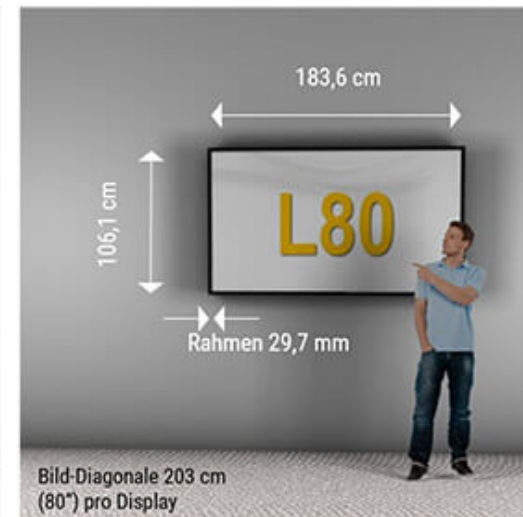 183,6 cm
106,1 cm
L80
Rahmen 29,7 mm
Bild-Diagonale 203 cm
(80") pro Display